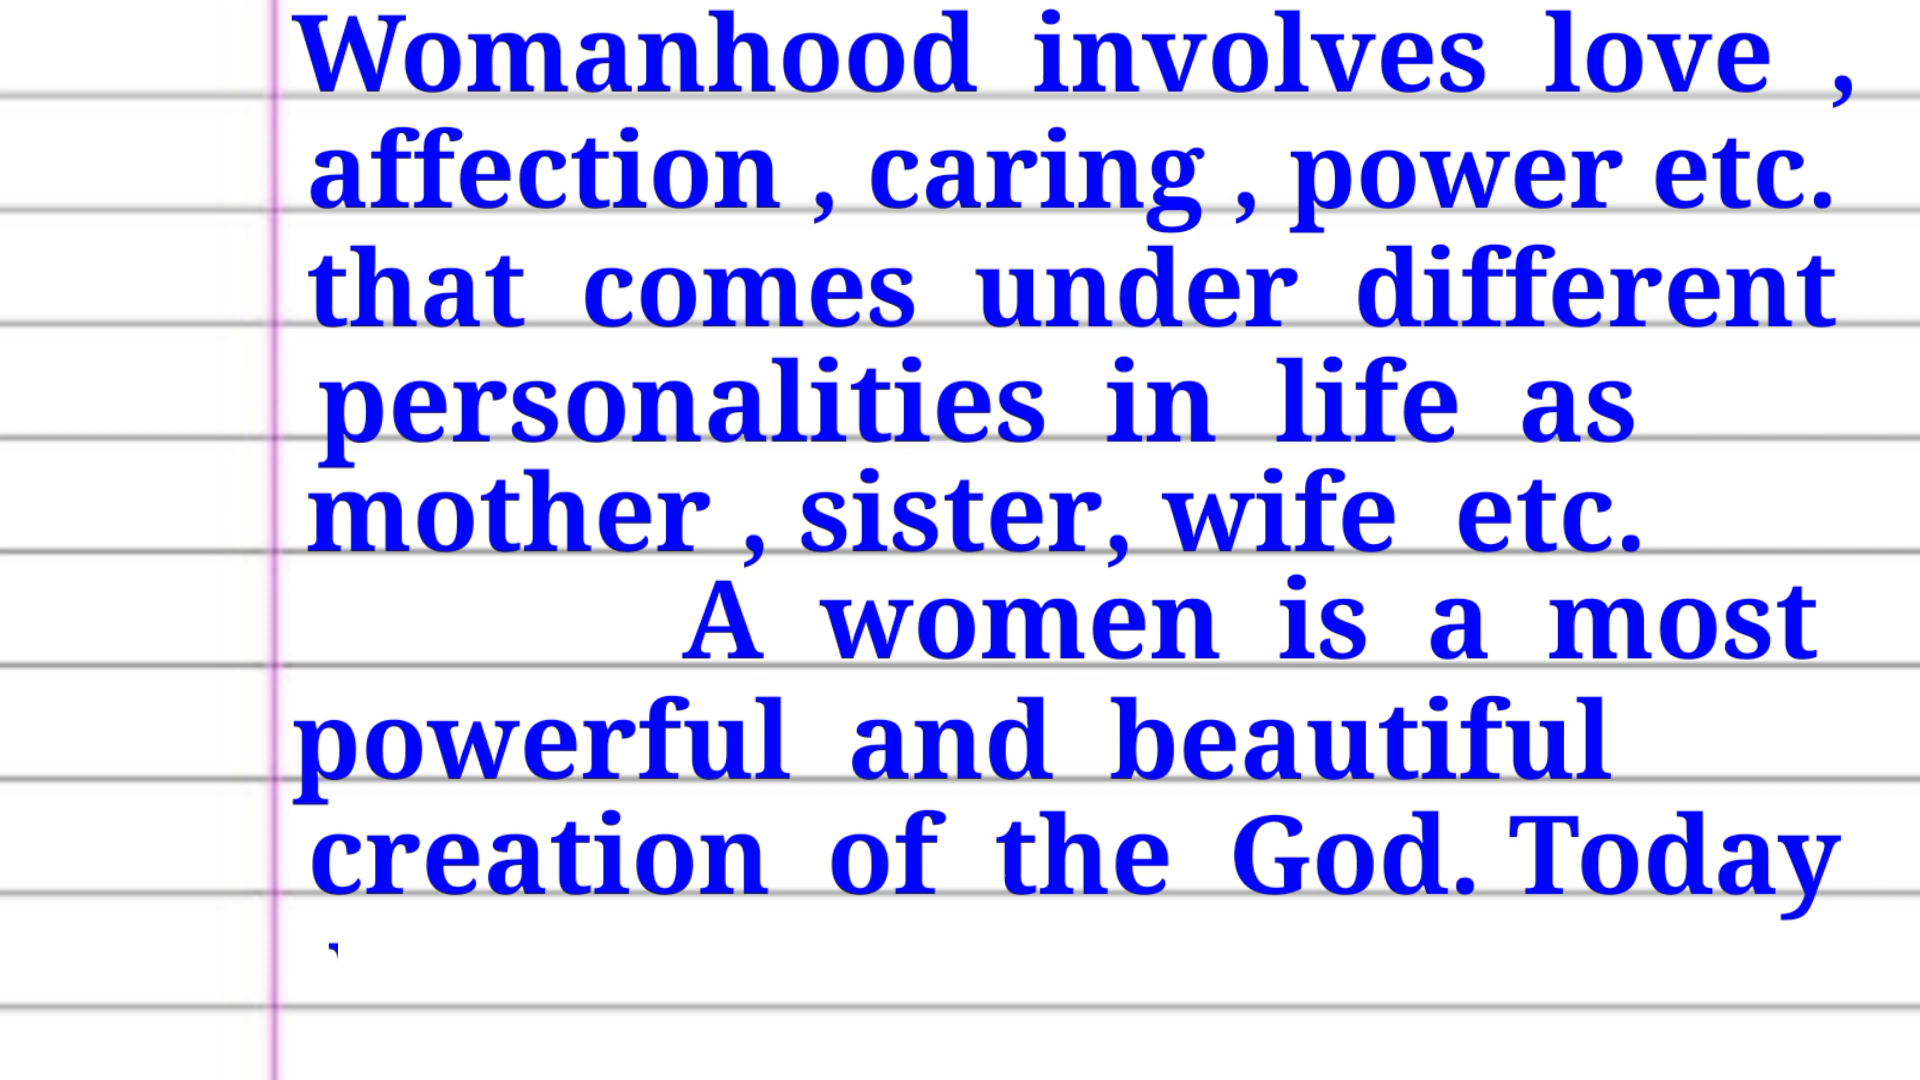 Womanhood involves love ,
affection , caring , power etc.
that comes under different
personalities in life as
mother , sister, wife etc.
A women is a most
powerful and beautiful
creation of the God. Today